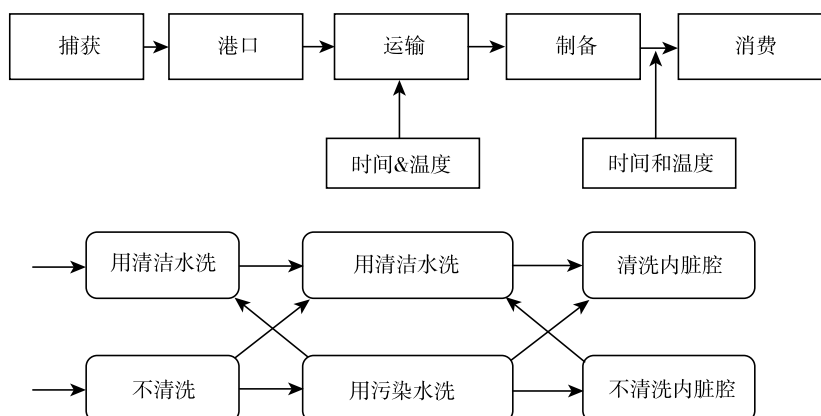 捕获
港口
运输
制备
消费
时间&温度
时间和温度
用清洁水洗
用清洁水洗
清洗内脏腔
不清洗
用污染水洗
不清洗内脏腔